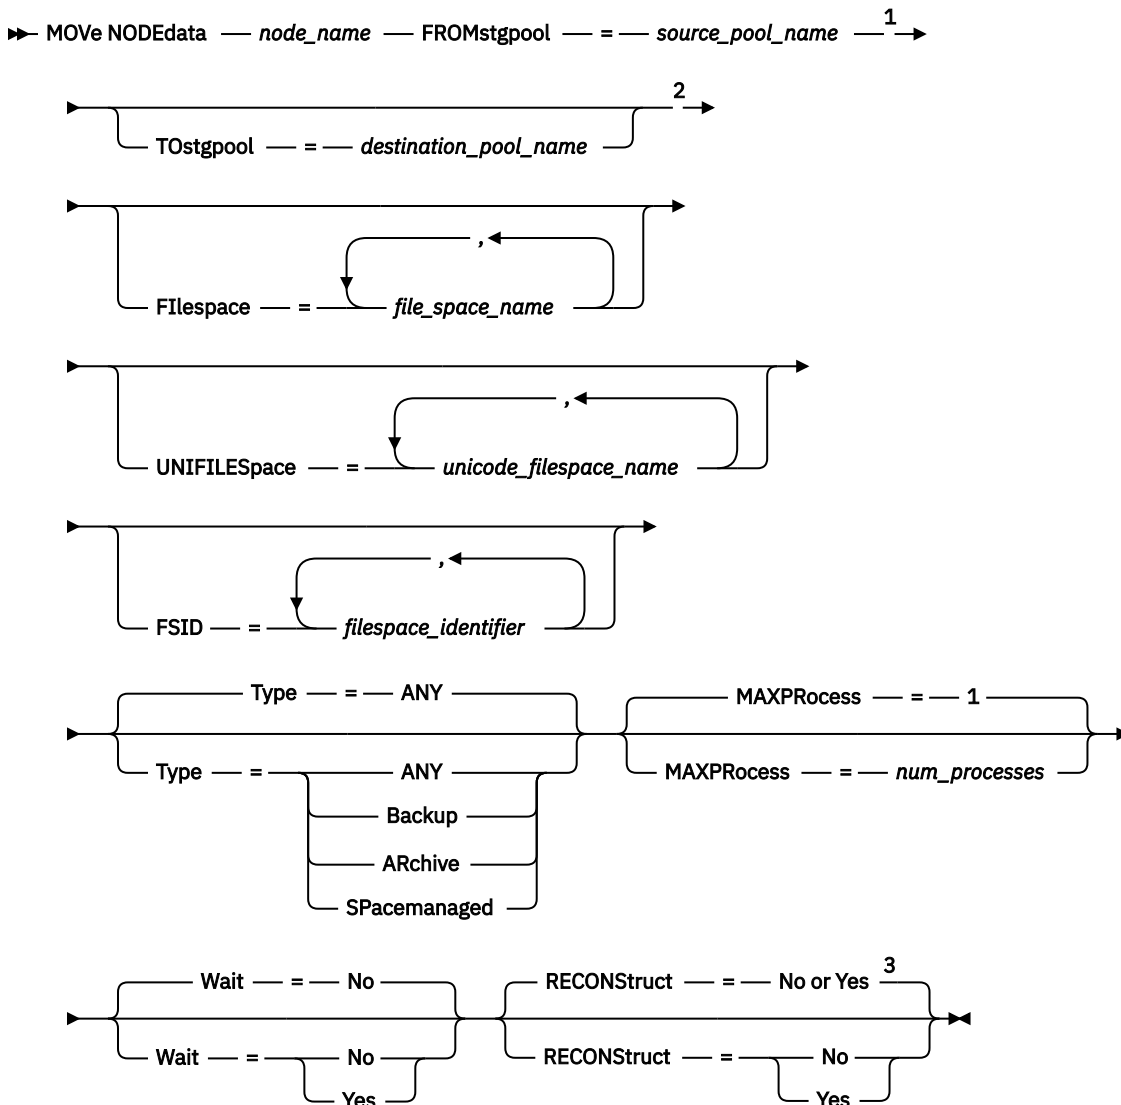 MOVe NODEdata node_name FROMstgpool = source_pool_name 1
2
TOstgpool = destination_pool_name
,
FIlespace = file_space_name
,
UNIFILESpace = unicode_filespace_name
,
FSID = filespace_identifier
Type = ANY MAXPRocess = 1
Type = ANY MAXPRocess = num_processes
Backup
ARchive
SPacemanaged
Wait = No RECONStruct = No or Yes 3
Wait = No RECONStruct = No
Yes Yes